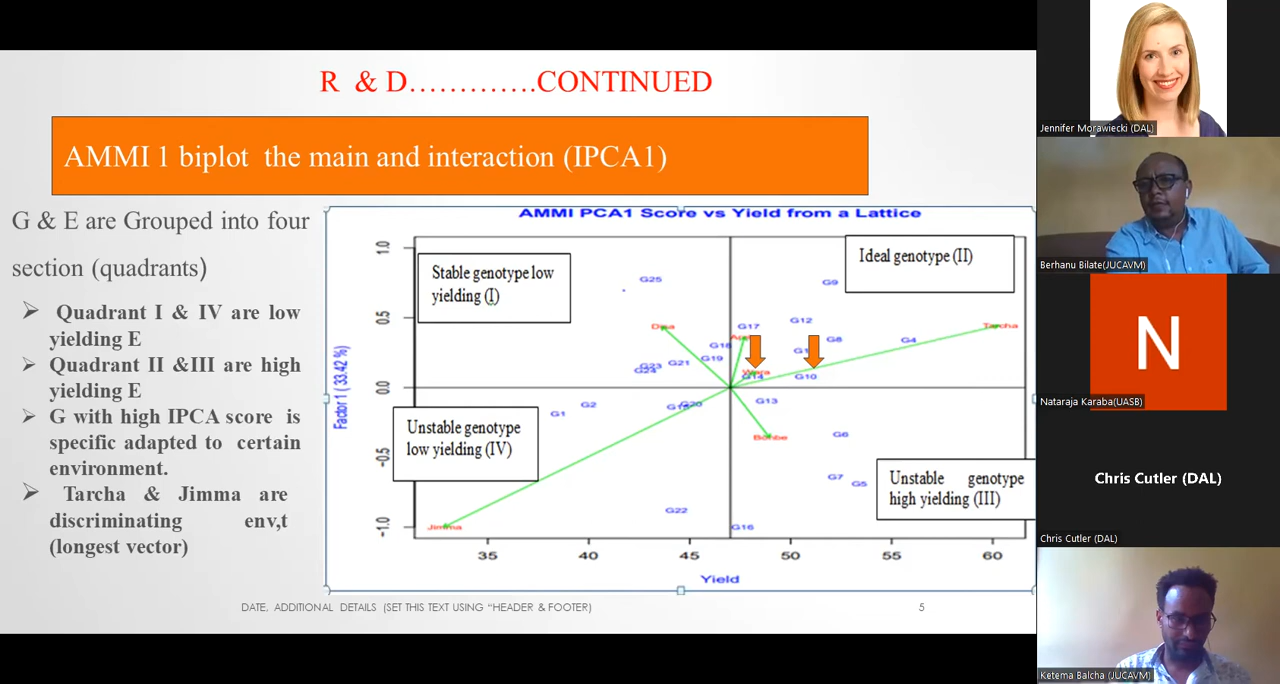 R & D………….CONTINUED
AMMI 1 biplot the main and interaction (IPCA1)
G & E are Grouped into four
section (quadrants)
Quadrant I & IV are low
yielding E
Quadrant II &III are high
yielding E
G with high IPCA score is
specific adapted to certain
environment.
Tarcha & Jimma are
discriminating env,t
(longest vector)
AMMI PCA1 Score vs Yield from a Lattice
Stable genotype low
yielding (I)
Ideal genotype (II)
Unstable genotype
low yielding (IV)
Unstable genotype
high yielding (III)
Factor 1 ( 33.42 %)
1.0
0.5
0.0
-0.5
-1.0
G25
G9
G12
G17
Tarcha
G8
G4
G18
G19
G21
G23
G24
G14
G10
G1
G2
G20
G13
G6
G7
G5
G22
G16
Jimma
35
40
45
50
55
60
Yield
DATE, ADDITIONAL DETAILS (SET THIS TEXT USING “HEADER & FOOTER)
5
Jennifer Morawiecki (DAL)
Berhanu Bilate(JUCAVM)
N
Nataraja Karaba(UASB)
Chris Cutler (DAL)
Chris Cutler (DAL)
Ketema Balcha (JUCAVM)